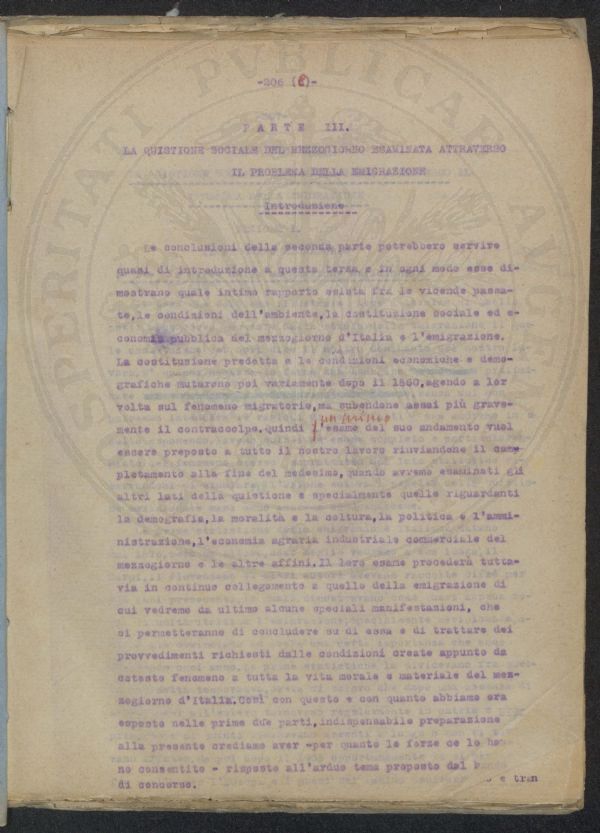 -206 (6)-
PARTE III.
LA QUISTIONE SOCIALE DEL MEZZOGIORNO ESAMINATA ATTRAVERSO
IL PROBLEMA DELLA EMIGRAZIONE
Introduzione
Le conclusioni della seconda parte potrebbero servire
quasi di introduzione a questa terza e in ogni modo esse di-
mostrano quale intimo rapporto esista fra le vicende passa-
te, le condizioni dell'ambiente, la costituzione sociale ed e-
conomia pubblica del mezzogiorno d'Italia e l'emigrazione.
La costituzione predetta e le condizioni economiche e demo-
grafiche mutarono poi variamente dopo il 1860, agendo a lor
volta sul fenomeno migratorio, ma subendone assai più grave-
mente il contraccolpo. quindi l'esame del suo andamento vuol
essere preposto a tutto il nostro lavoro rinviandone il com-
pletamento alla fine del medesimo, quando avremo esaminati gli
altri lati della quistione e specialmente quelle riguardanti
la demografia, la moralità e la coltura, la politica e l'ammi-
nistrazione, l'economia agraria industriale commerciale del
mezzogiorno e le altre affini. Il loro esame procederà tutta-
via in continuo collegamento a quello della emigrazione di
cui vedremo da ultimo alcune speciali manifestazioni, che
ci permetteranno di concludere su di essa e di trattare dei
provvedimenti richiesti dalle condizioni create appunto da
cotesto fenomeno a tutta la vita morale e materiale del mez-
zogiorno d'Italia. Così con questo e con quanto abbiamo ora
esposto nelle prime due parti, indispensabile preparazione
alla presente crediamo aver -per quanto le forze ce lo han
no consentito - risposto all'arduo tema proposto dal bando
di concorso.
e tran
PROSPERITATI PUBLICAE AUGENDAE